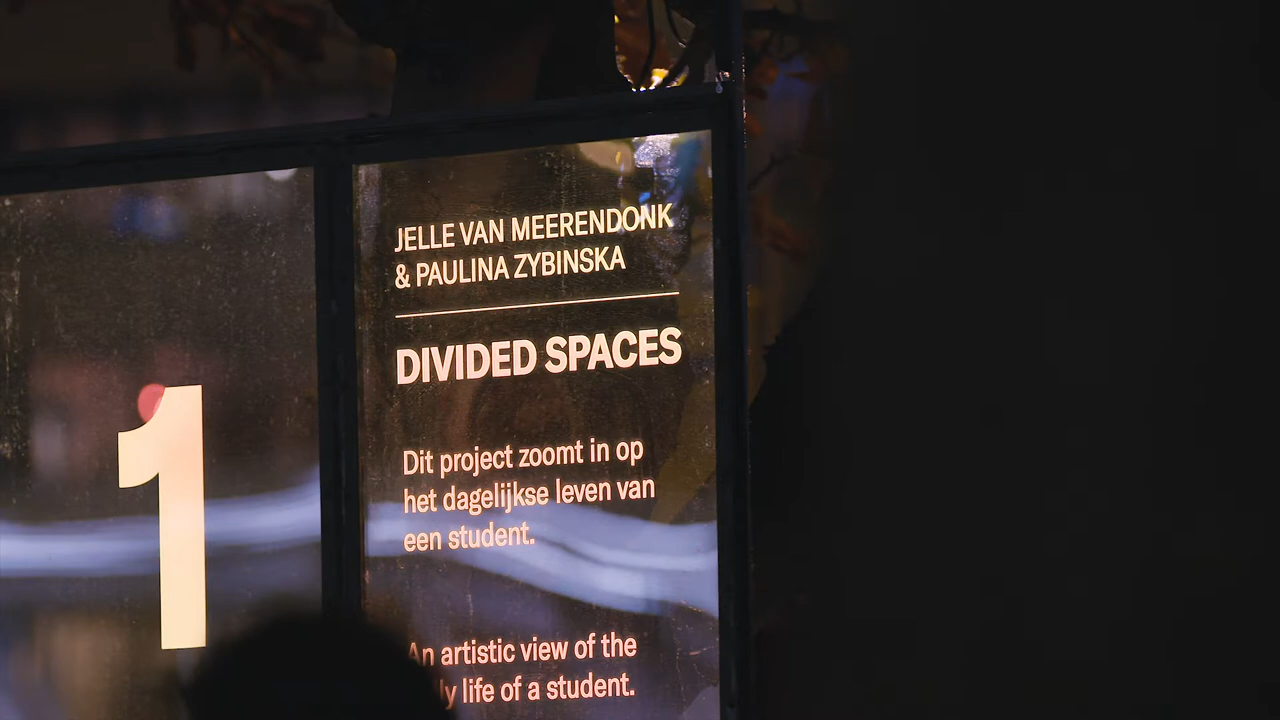 1
JELLE VAN MEERENDONK
& PAULINA ZYBINSKA
DIVIDED SPACES
Dit project zoomt in op
het dagelijkse leven van
een student.
An artistic view of the
life of a student.